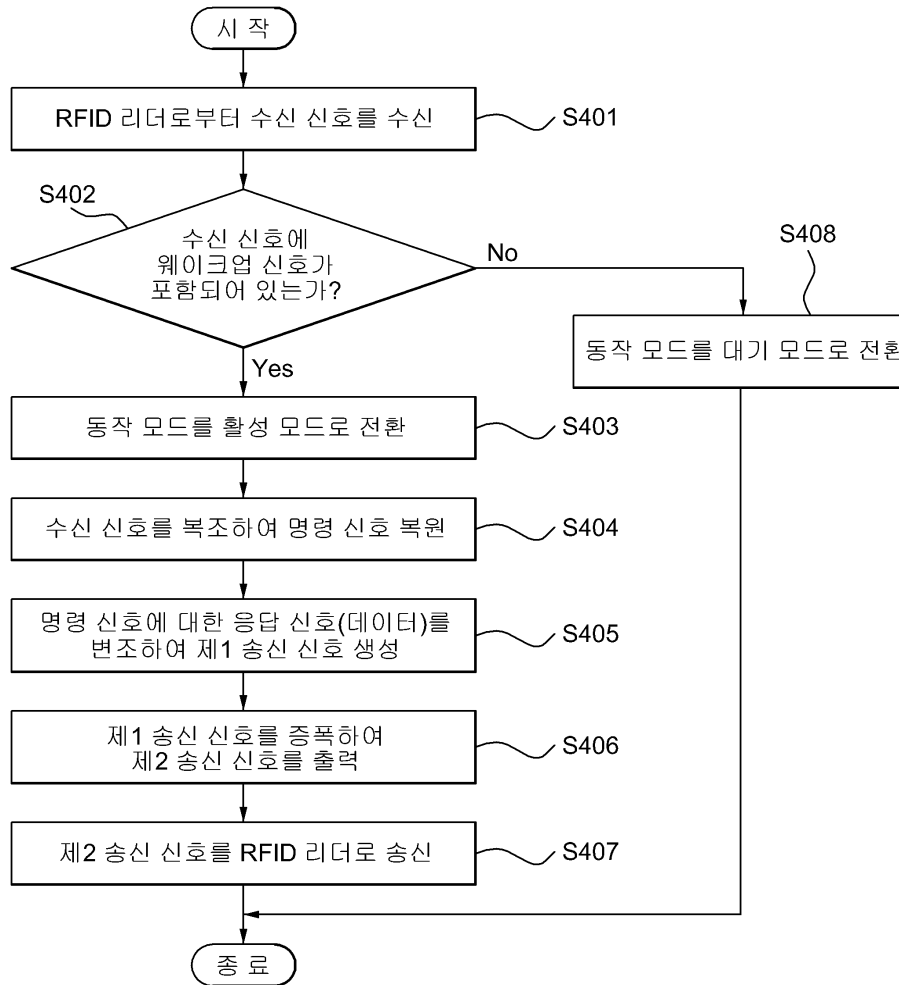 시 작
RFID 리더로부터 수신 신호를 수신
S401
S402
수신 신호에
웨이크업 신호가
포함되어 있는가?
No
S408
동작 모드를 대기 모드로 전환
Yes
동작 모드를 활성 모드로 전환
S403
수신 신호를 복조하여 명령 신호 복원
S404
명령 신호에 대한 응답 신호(데이터)를
변조하여 제1 송신 신호 생성
S405
제1 송신 신호를 증폭하여
제2 송신 신호를 출력
S406
제2 송신 신호를 RFID 리더로 송신
S407
종 료